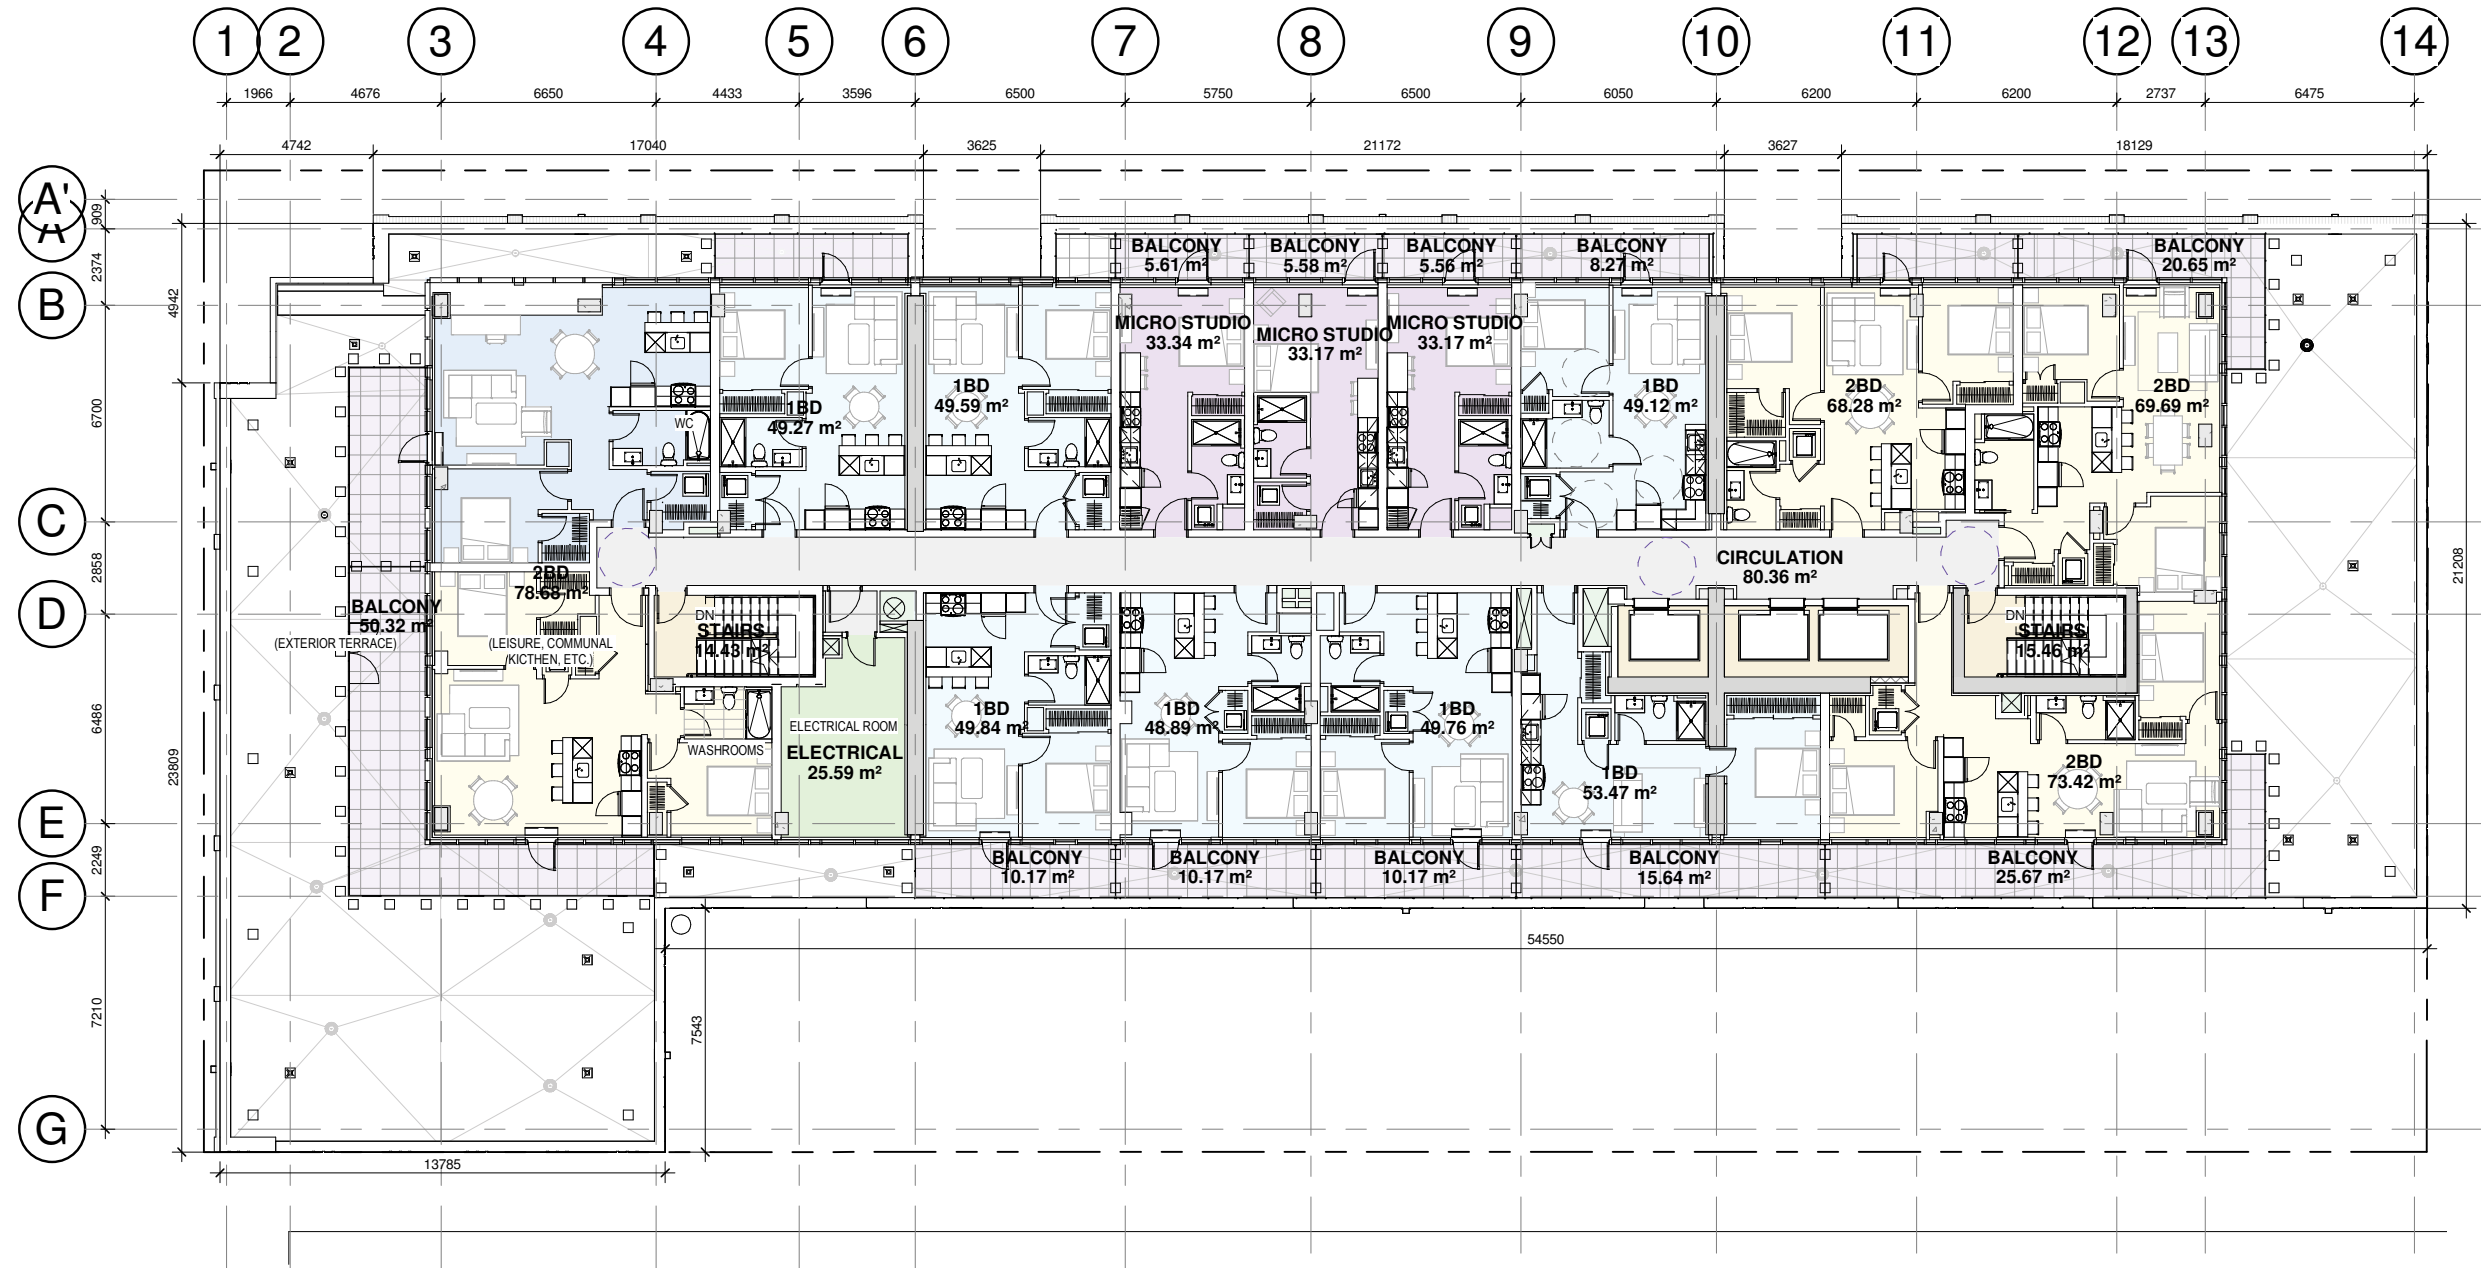 1 2 3 4 5 6 7 8 9 10 11 12 13 14
1966 4676 6650 4433 3596 6500 5750 6500 6050 6200 6200 2737 6475
4742 17040 3625 21172 3627 18129
A'
909
A
2374
4942
B
6700
C
2858
D
6486
23809
E
2249
F
7210
G
21208
BALCONY
5.61 m²
BALCONY
5.58 m²
BALCONY
5.56 m²
BALCONY
8.27 m²
BALCONY
20.65 m²
MICRO STUDIO
33.34 m²
MICRO STUDIO
33.17 m²
MICRO STUDIO
33.17 m²
WC
1BD
49.27 m²
1BD
49.59 m²
1BD
49.12 m²
2BD
68.28 m²
2BD
69.69 m²
CIRCULATION
80.36 m²
2BD
78.68 m²
BALCONY
50.32 m²
(EXTERIOR TERRACE)
(LEISURE, COMMUNAL
KICTHEN, ETC.)
DN
STAIRS
14.43 m²
DN
STAIRS
15.46 m²
ELECTRICAL ROOM
ELECTRICAL
25.59 m²
WASHROOMS
1BD
49.84 m²
1BD
48.89 m²
1BD
49.76 m²
1BD
53.47 m²
2BD
73.42 m²
BALCONY
10.17 m²
BALCONY
10.17 m²
BALCONY
10.17 m²
BALCONY
15.64 m²
BALCONY
25.67 m²
54550
7543
13785